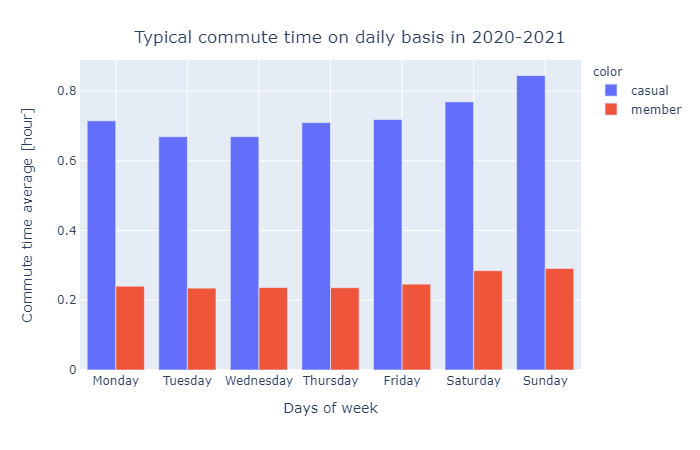 Typical commute time on daily basis in 2020-2021
color
casual
member
Commute time average [hour]
0.8
0.6
0.4
0.2
0
Monday Tuesday Wednesday Thursday Friday Saturday Sunday
Days of week